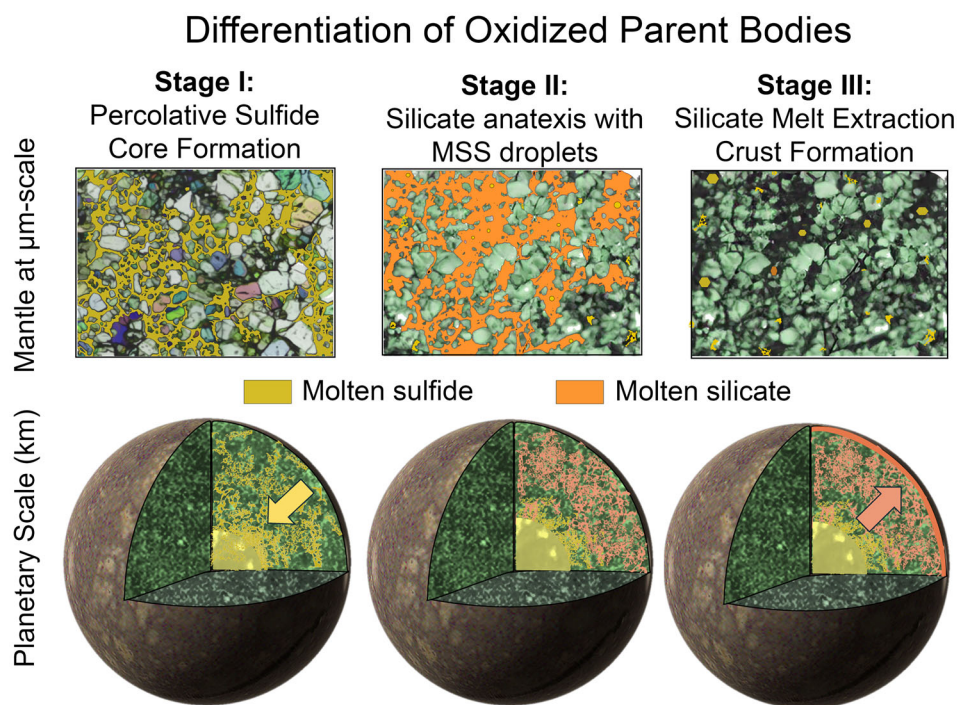 Differentiation of Oxidized Parent Bodies
Stage I:
Percolative Sulfide
Core Formation
Stage II:
Silicate anatexis with
MSS droplets
Stage III:
Silicate Melt Extraction
Crust Formation
Mantle at μm-scale
Molten sulfide
Molten silicate
Planetary Scale (km)